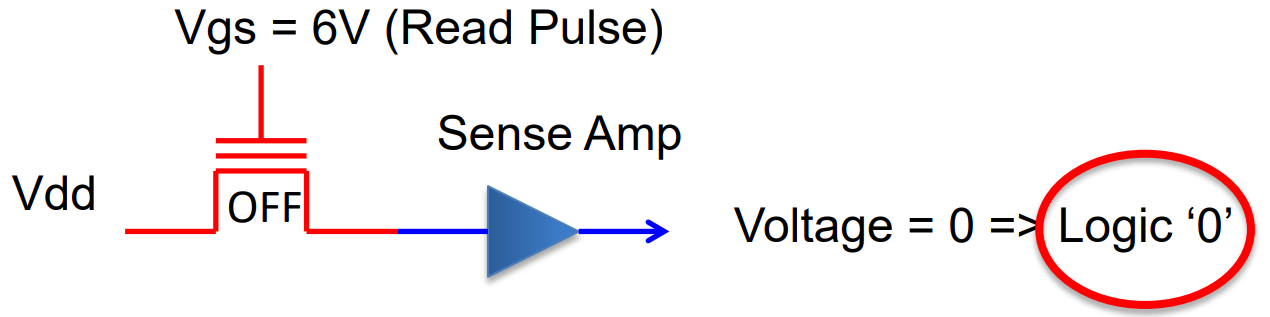 Vgs = 6V (Read Pulse)
Sense Amp
Vdd
OFF
Voltage = 0 => Logic ‘0’